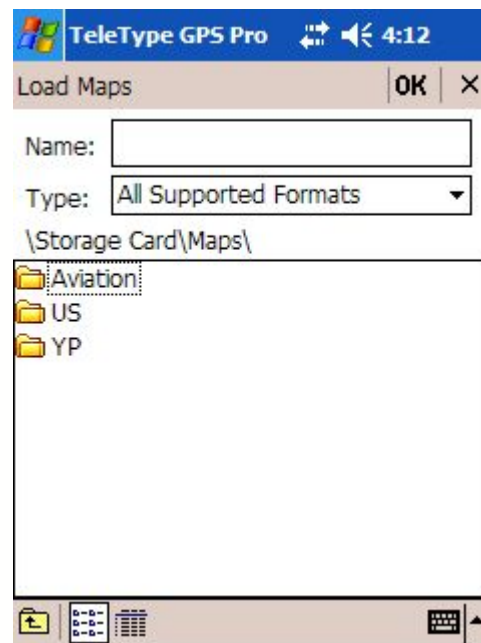 TeleType GPS Pro 4:12
Load Maps OK
Name:
Type: All Supported Formats
\Storage Card\Maps\
Aviation
US
YP